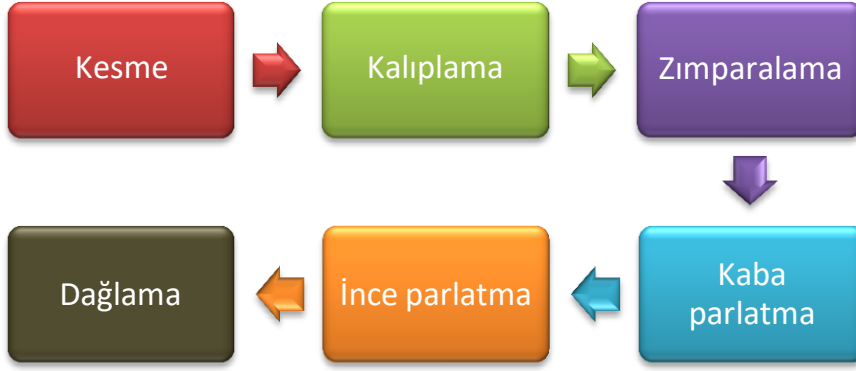 Kesme
Kalıplama
Zımparalama
Kaba
parlatma
İnce parlatma
Dağlama